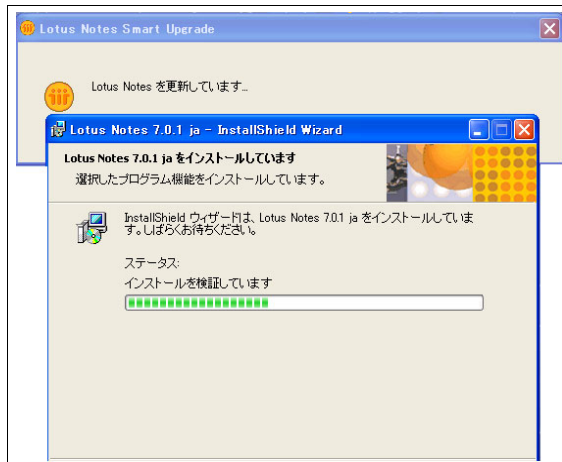 Lotus Notes Smart Upgrade
Lotus Notes を更新しています...
Lotus Notes 7.0.1 ja - InstallShield Wizard
Lotus Notes 7.0.1 ja をインストールしています
選択したプログラム機能をインストールしています。
InstallShield ウィザードは、Lotus Notes 7.0.1 ja をインストールしていま
す。しばらくお待ちください。
ステータス:
インストールを検証しています